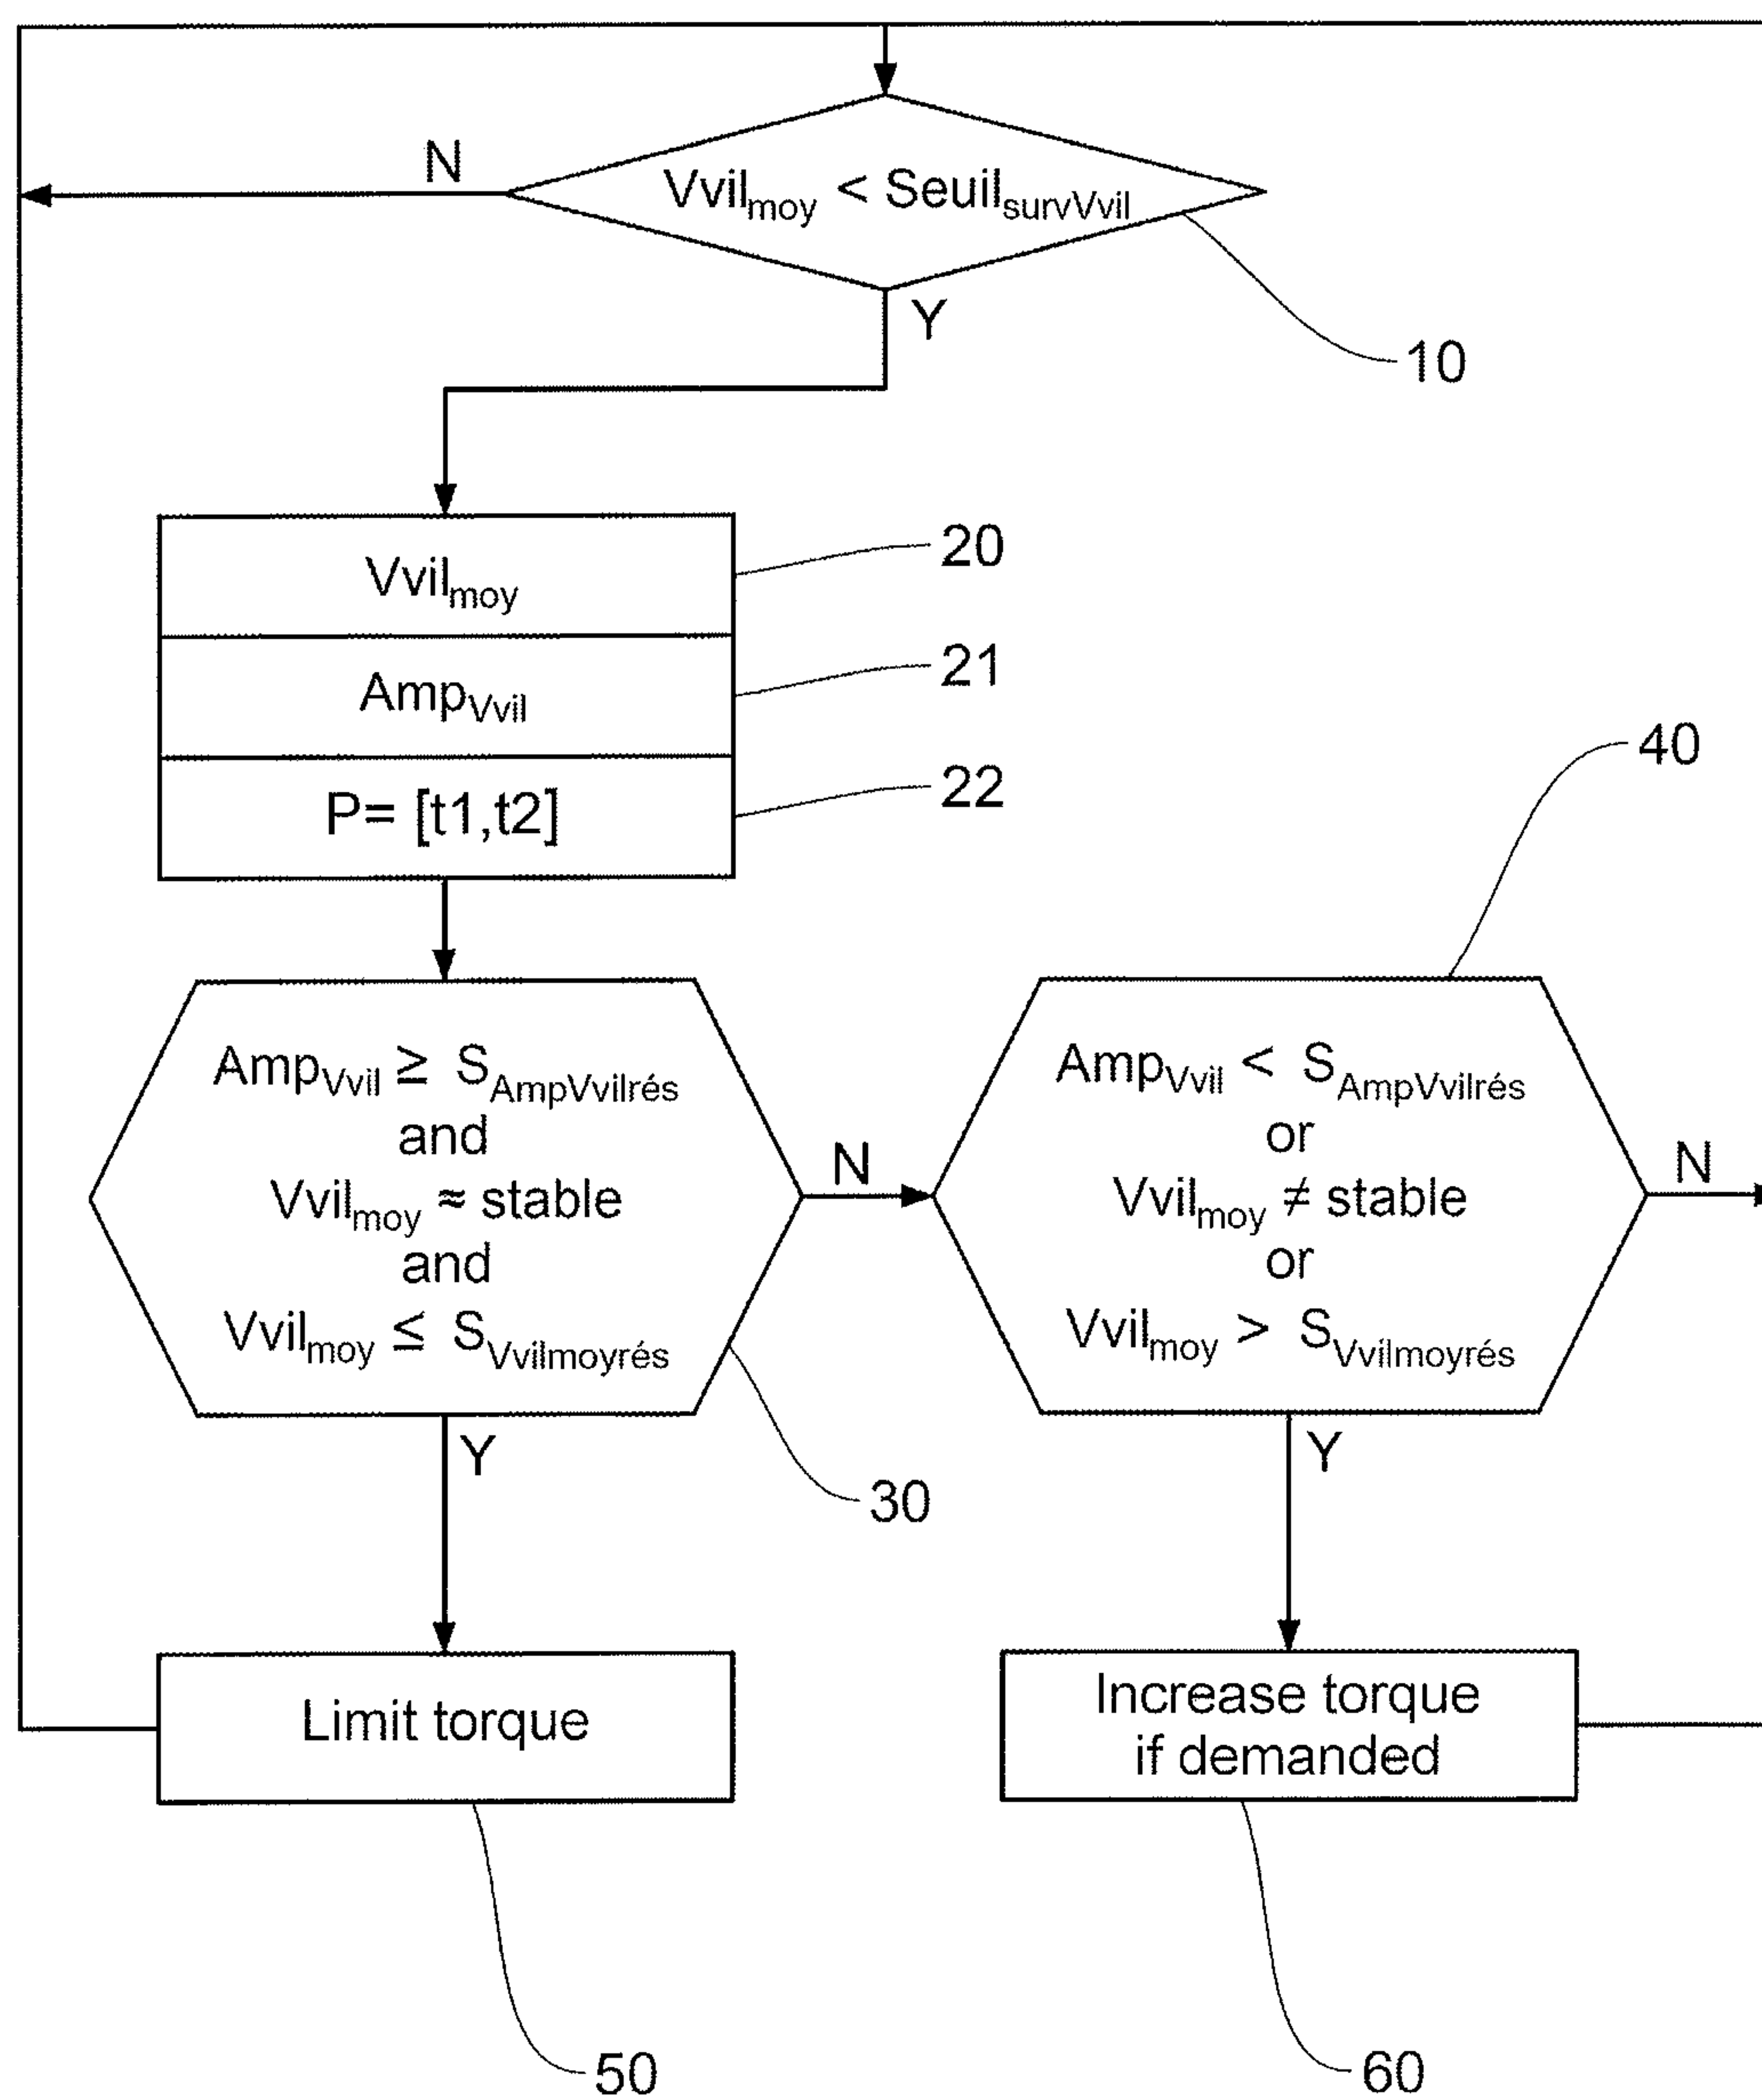 N
Vvilmoy < SeuilsurvVvil
Y
10
Vvilmoy
20
AmpVvil
21
P= [t1,t2]
22
40
AmpVvil ≥ SAmpVvilrés
and
Vvilmoy ≈ stable
and
Vvilmoy ≤ SVvilmoyrés
N
AmpVvil < SAmpVvilrés
or
Vvilmoy ≠ stable
or
Vvilmoy > SVvilmoyrés
N
Y
30
Y
Limit torque
Increase torque
if demanded
50
60